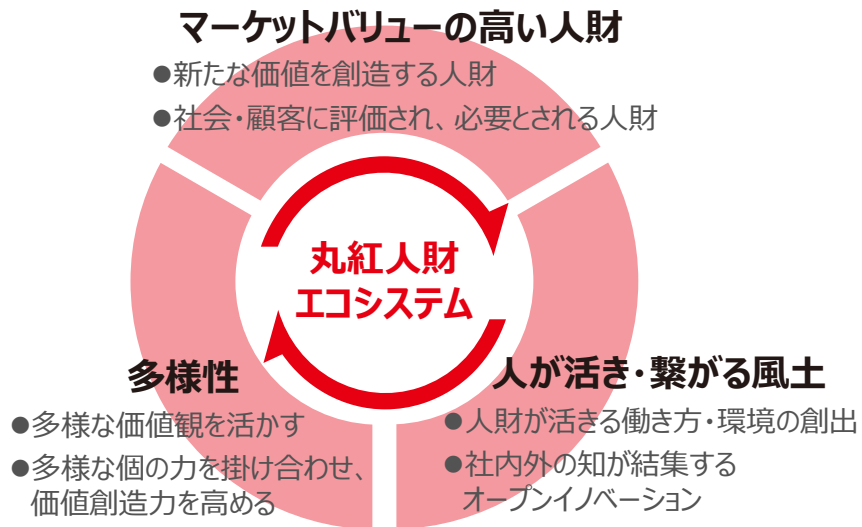 マーケットバリューの高い人財
●新たな価値を創造する人財
●社会・顧客に評価され、必要とされる人財
丸紅人財
エコシステム
多様性
●多様な価値観を活かす
●多様な個の力を掛け合わせ、
価値創造力を高める
人が活き・繋がる風土
●人財が活きる働き方・環境の創出
●社内外の知が結集する
オープンイノベーション